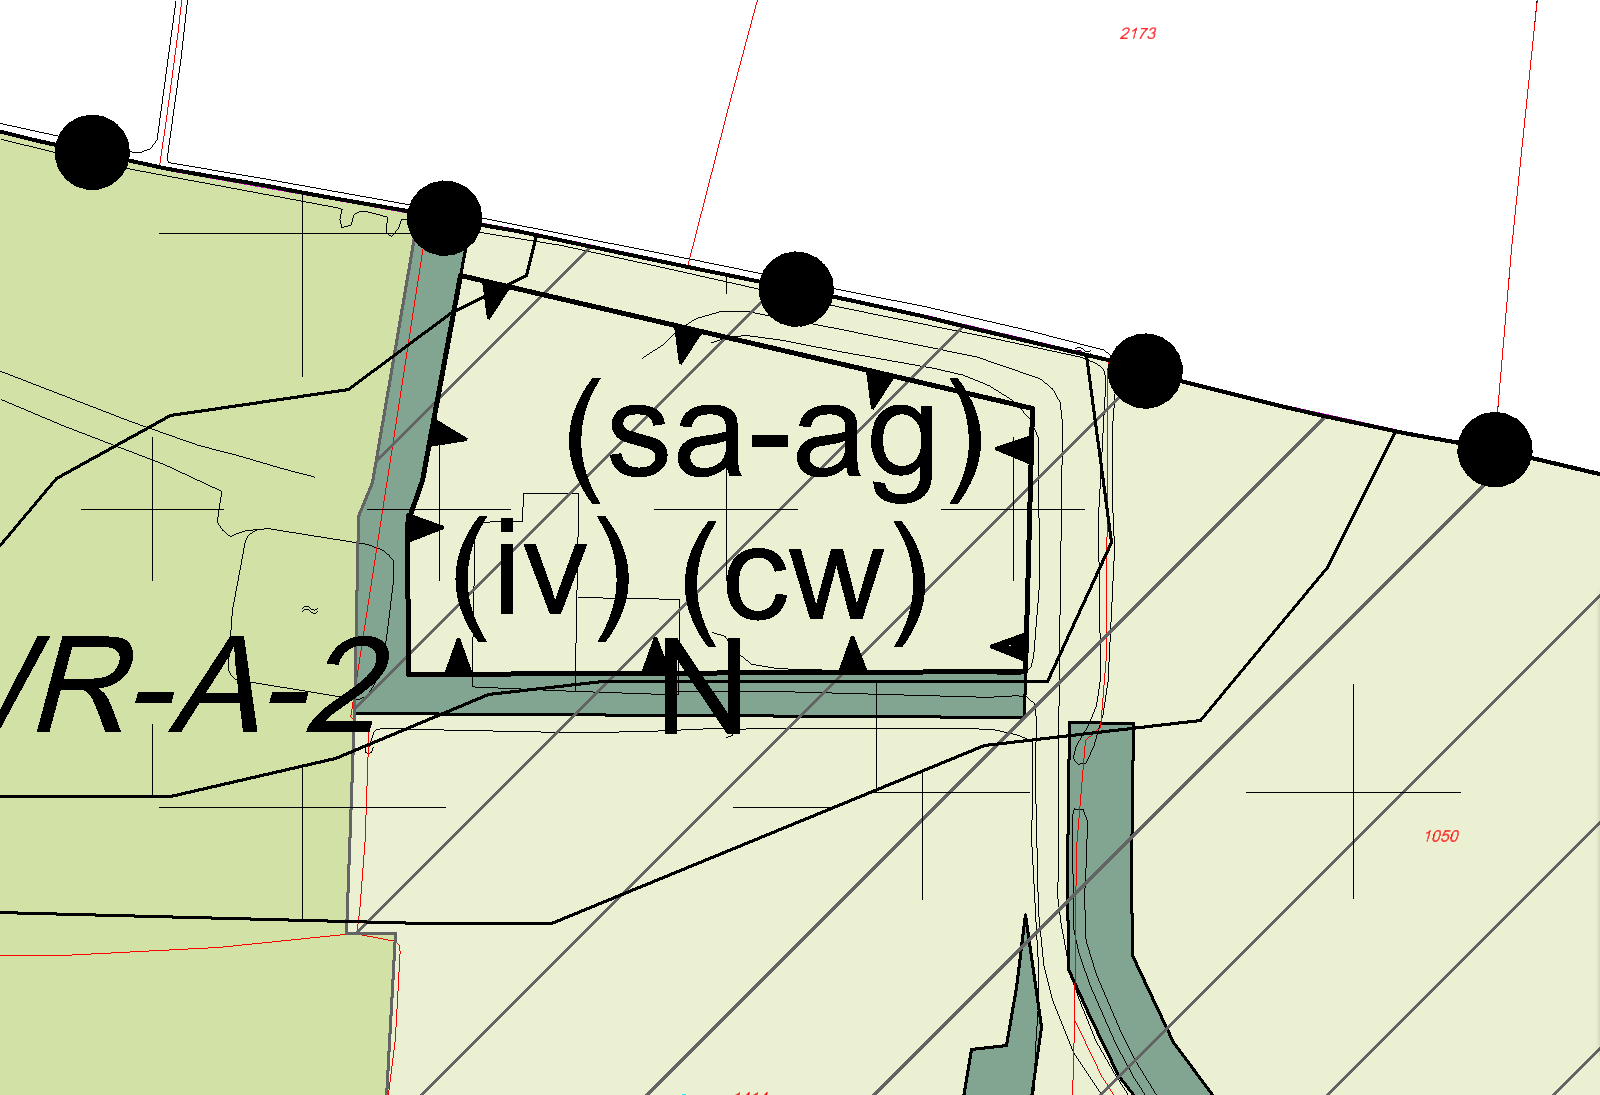 2173
(sa-ag)
(iv) (cw)
/R-A-2
N
1050